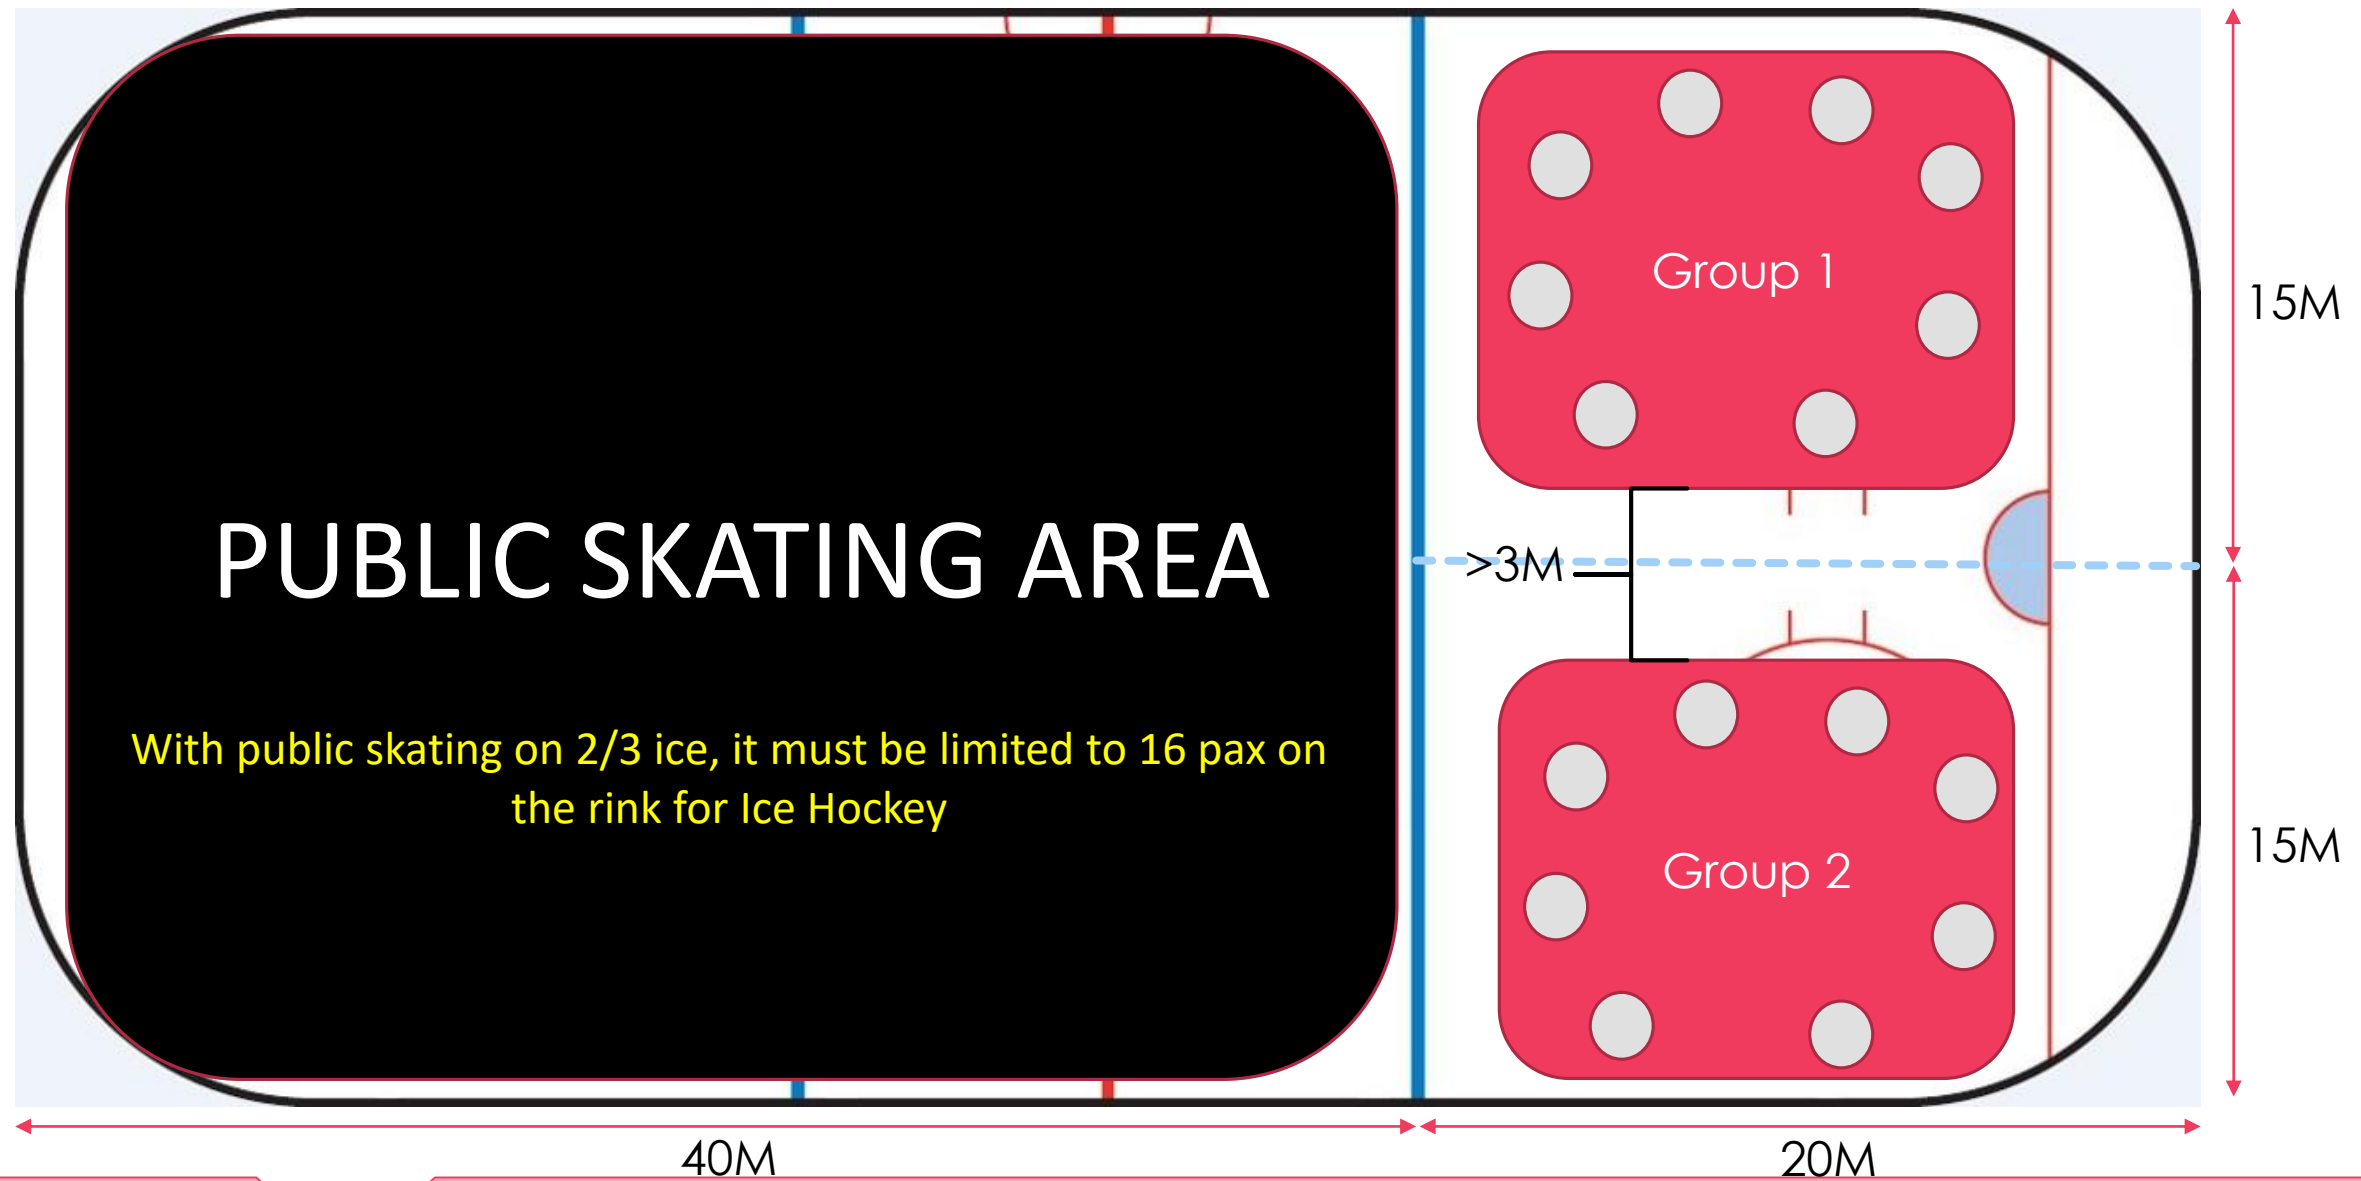 Group 1
15M
PUBLIC SKATING AREA
>3M
With public skating on 2/3 ice, it must be limited to 16 pax on
the rink for Ice Hockey
Group 2
15M
40M
20M